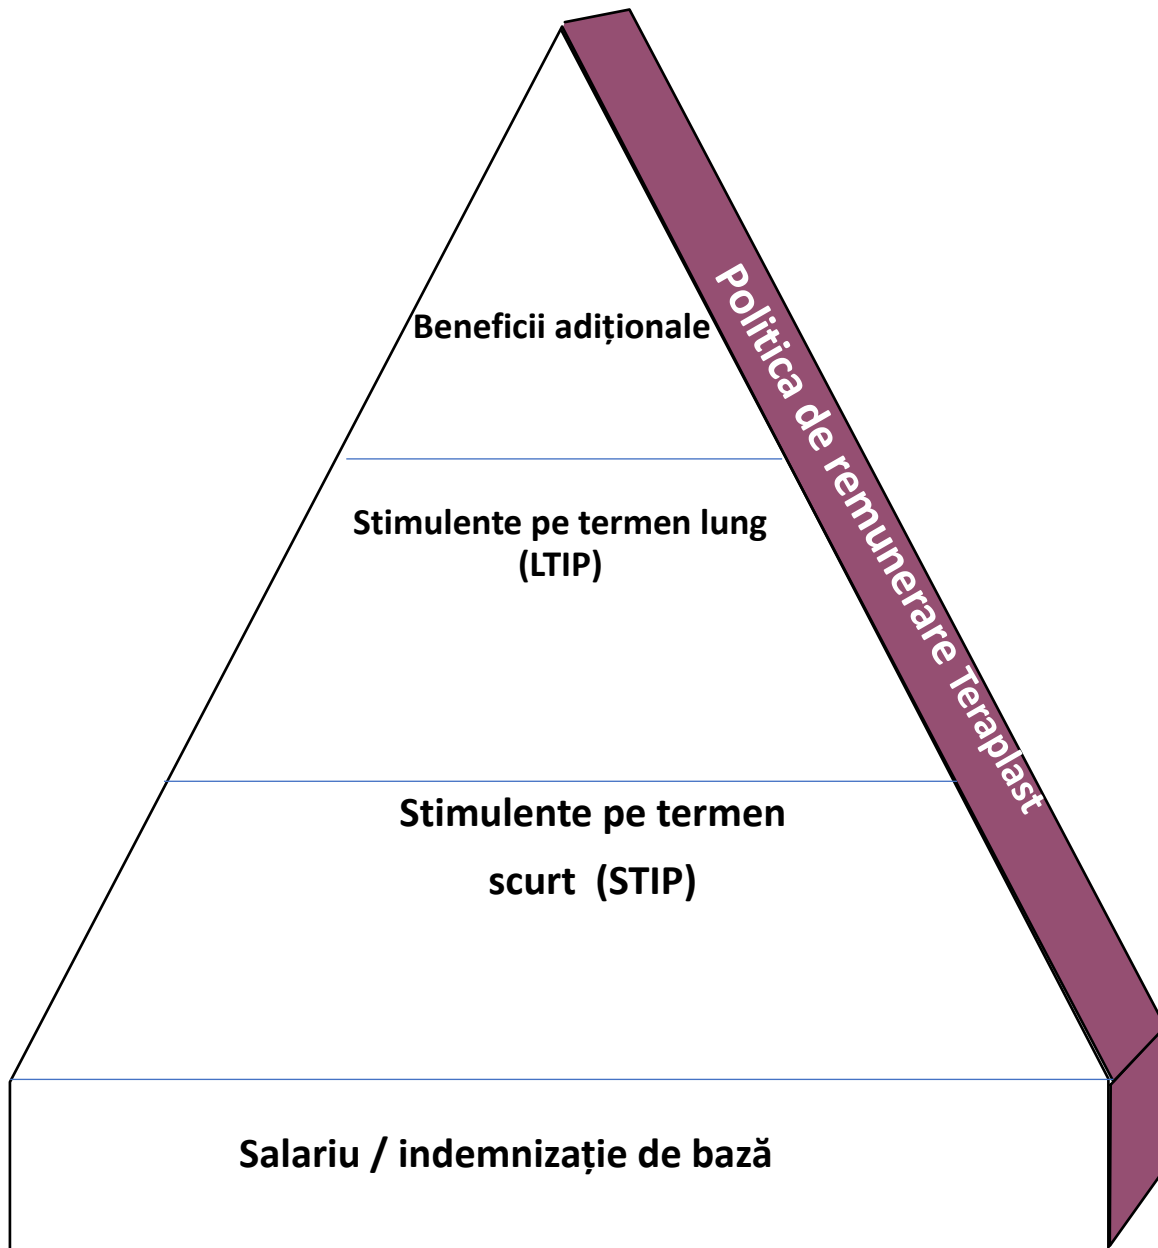 Beneficii adiționale
Politica de remunerare Teraplast
Stimulente pe termen lung
(LTIP)
Stimulente pe termen
scurt (STIP)
Salariu / indemnizație de bază